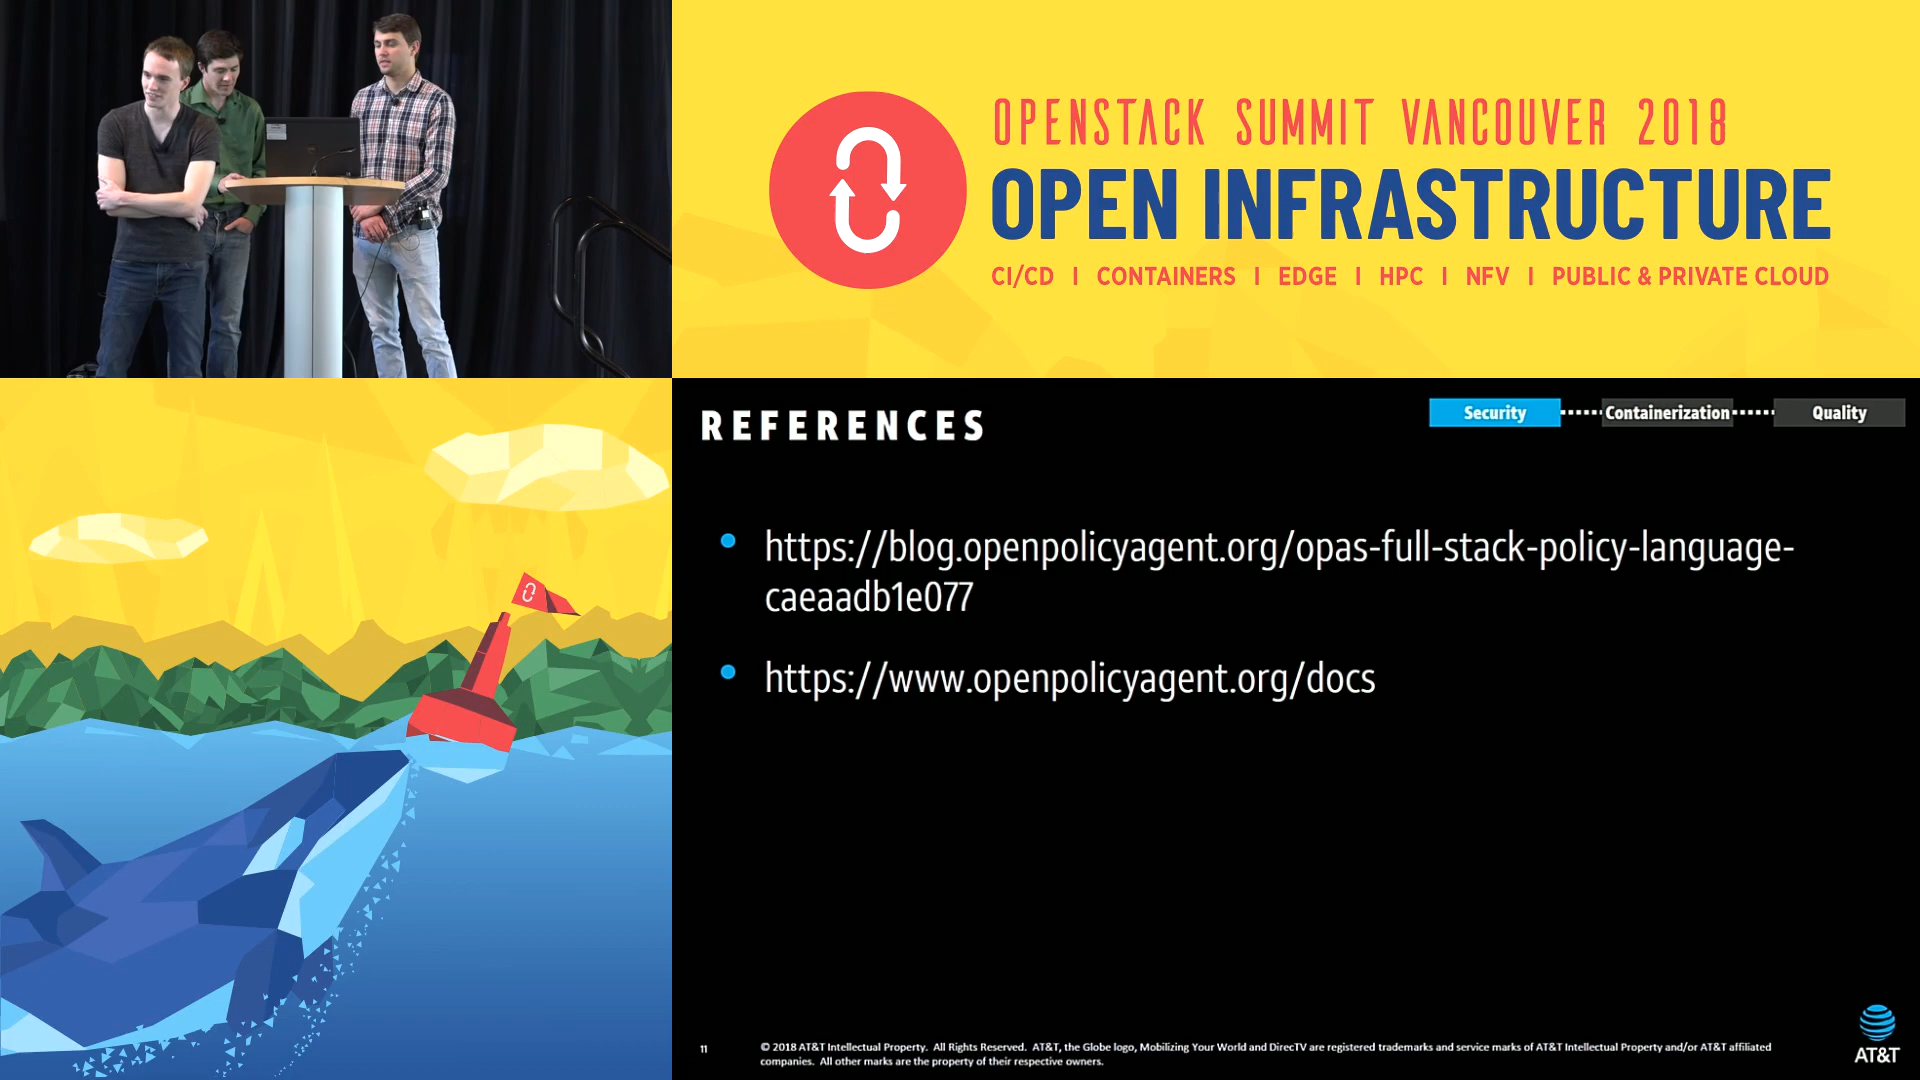 OPENSTACK SUMMIT VANCOUVER 2018
OPEN INFRASTRUCTURE
CI/CD | CONTAINERS | EDGE | HPC | NFV | PUBLIC & PRIVATE CLOUD
REFERENCES
Security Containerization Quality
• https://blog.openpolicyagent.org/opas-full-stack-policy-language-
caeaadb1e077
• https://www.openpolicyagent.org/docs
11
© 2018 AT&T Intellectual Property. All Rights Reserved. AT&T, the Globe logo, Mobilizing Your World and DirecTV are registered trademarks and service marks of AT&T Intellectual Property and/or AT&T affiliated
companies. All other marks are the property of their respective owners.
AT&T